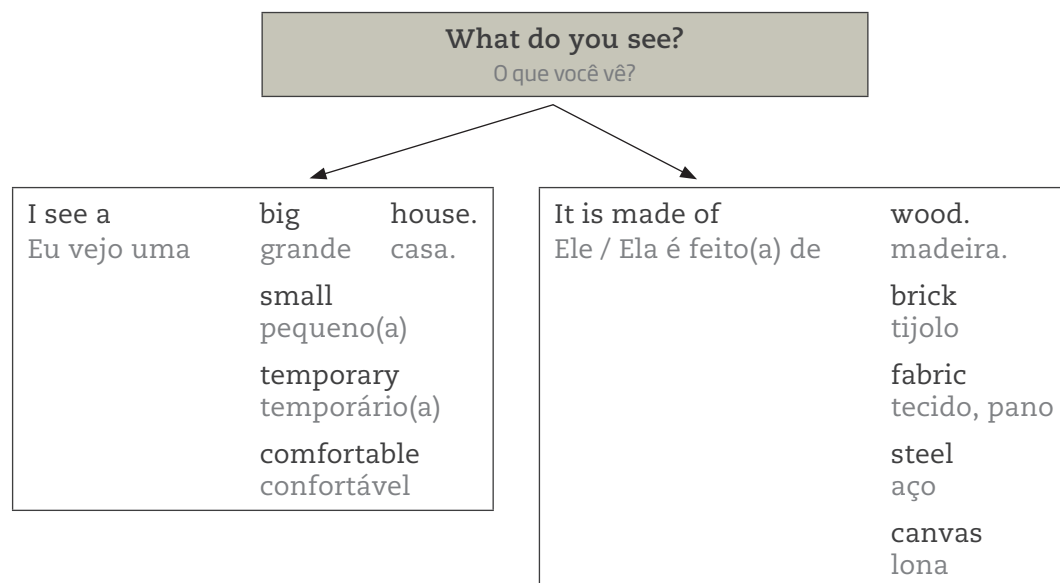 What do you see?
O que você vê?
I see a big house.
Eu vejo uma grande casa.
small
pequeno(a)
temporary
temporário(a)
comfortable
confortável
It is made of wood.
Ele / Ela é feito(a) de madeira.
brick
tijolo
fabric
tecido, pano
steel
aço
canvas
lona